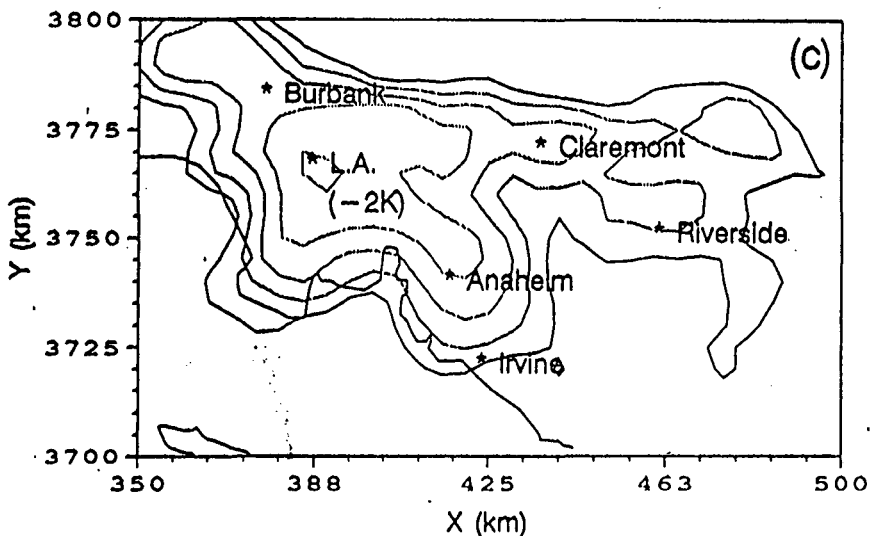 3800
(c)
Burbank
3775
Claremont
L.A.
(−2K)
Y (km)
3750
Riverside
Anaheim
3725
Irvine
3700
350 388 425 463 500
X (km)